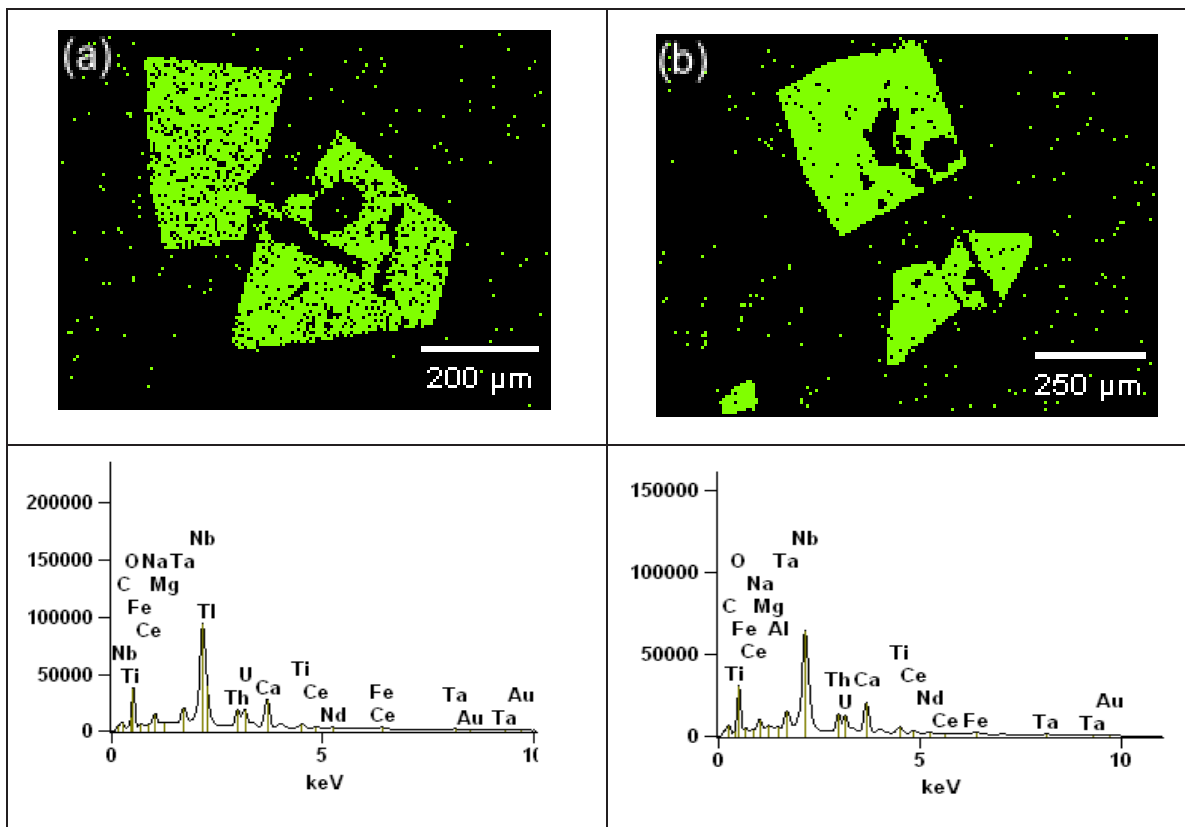 (a)
200 µm
(b)
250 µm
200000
150000
100000
50000
0
Nb
O Na Ta
C Mg
Tl
Fe
Ce
Nb
Ti
Th
U
Ca
Ti
Ce
Nd
Fe
Ce
Ta
Au
Ta
Au
0 5 10
keV
150000
100000
50000
0
Nb
O Ta
Na
C Mg
Fe Al
Ce
Ti
Th
U
Ca
Ti
Ce
Nd
Ce Fe
Ta
Au
Ta
0 5 10
keV